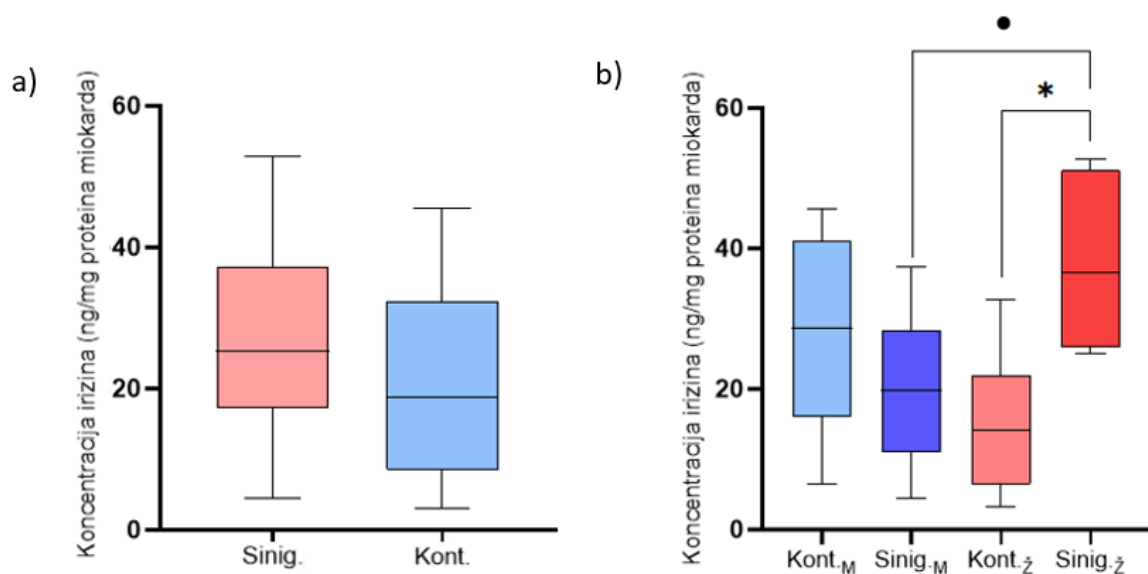 a)
Koncentracija irizina (ng/mg proteina miokarda)
60
40
20
0
Sinig.
Kont.
b)
Koncentracija irizina (ng/mg proteina miokarda)
60
40
20
0
•
*
Kont.M
Sinig.M
Kont.Ž
Sinig.Ž